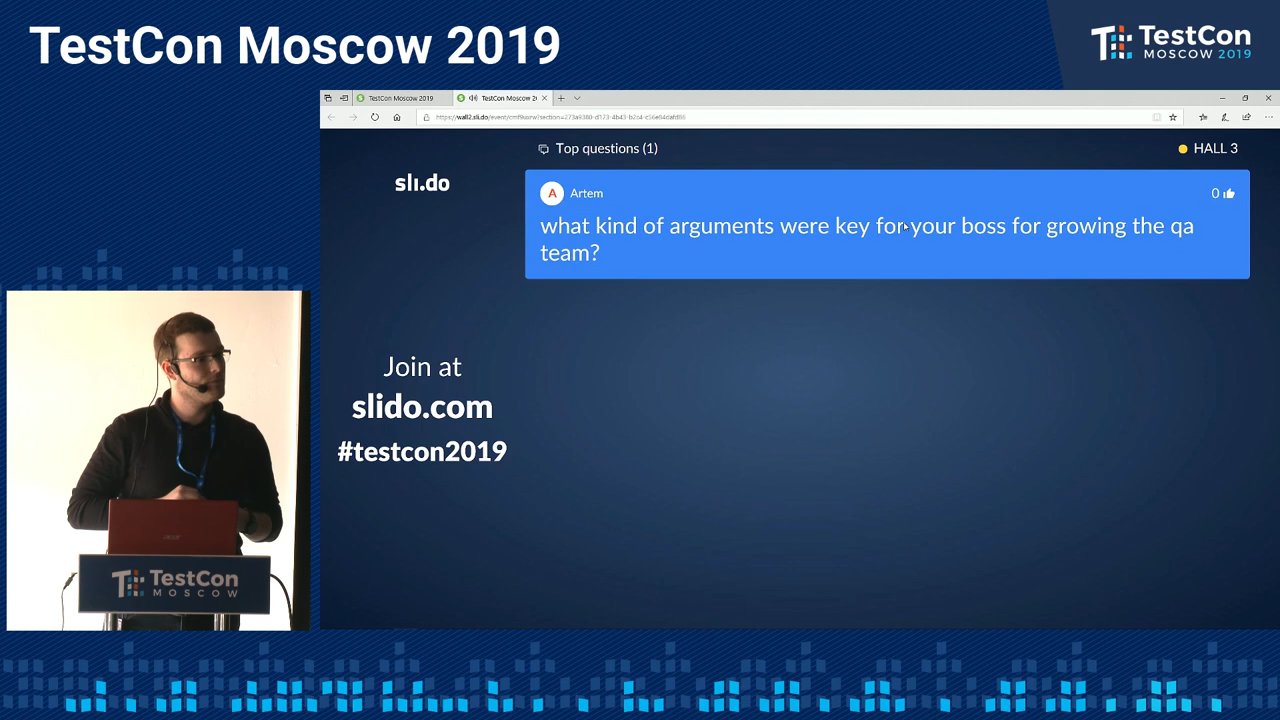 TestCon Moscow 2019
TestCon
MOSCOW 2019
TestCon Moscow 2019
TestCon Moscow 2
Top questions (1)
HALL 3
sli.do
A
Artem
0
what kind of arguments were key for your boss for growing the qa
team?
Join at
slido.com
#testcon2019
acer
TestCon
MOSCOW